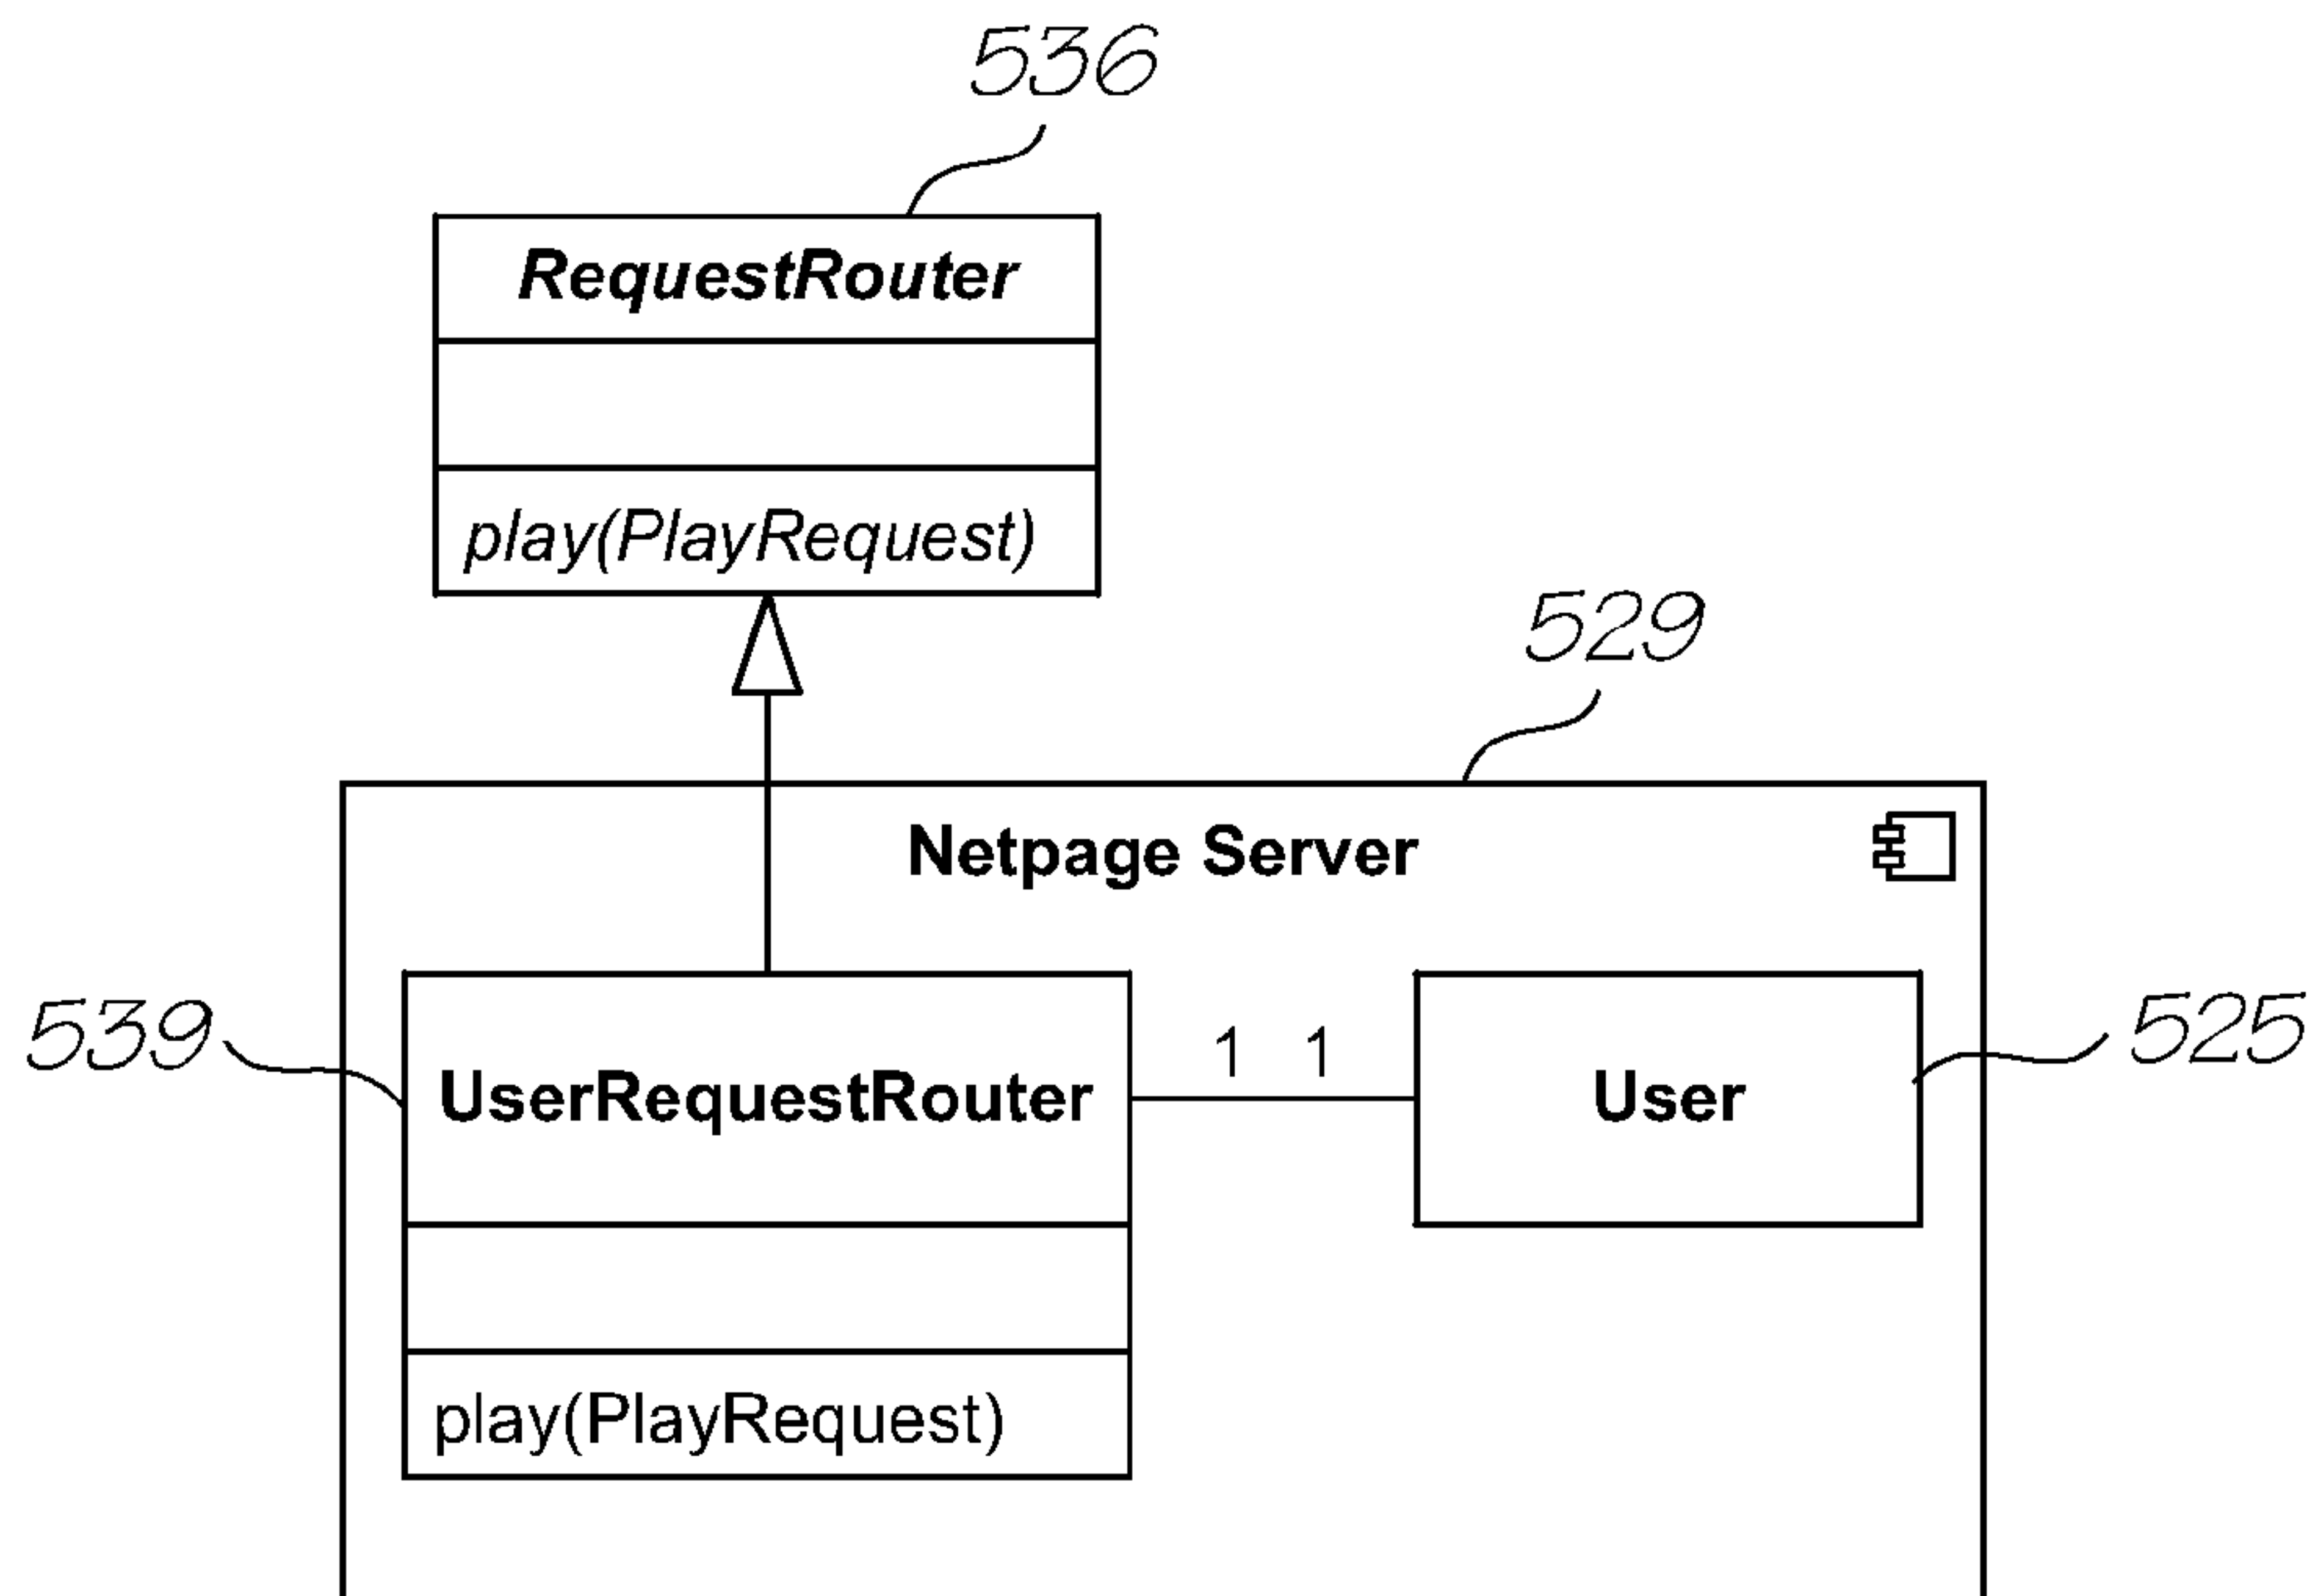 536
RequestRouter
play(PlayRequest)
529
Netpage Server
539
UserRequestRouter
1 1
User
525
play(PlayRequest)